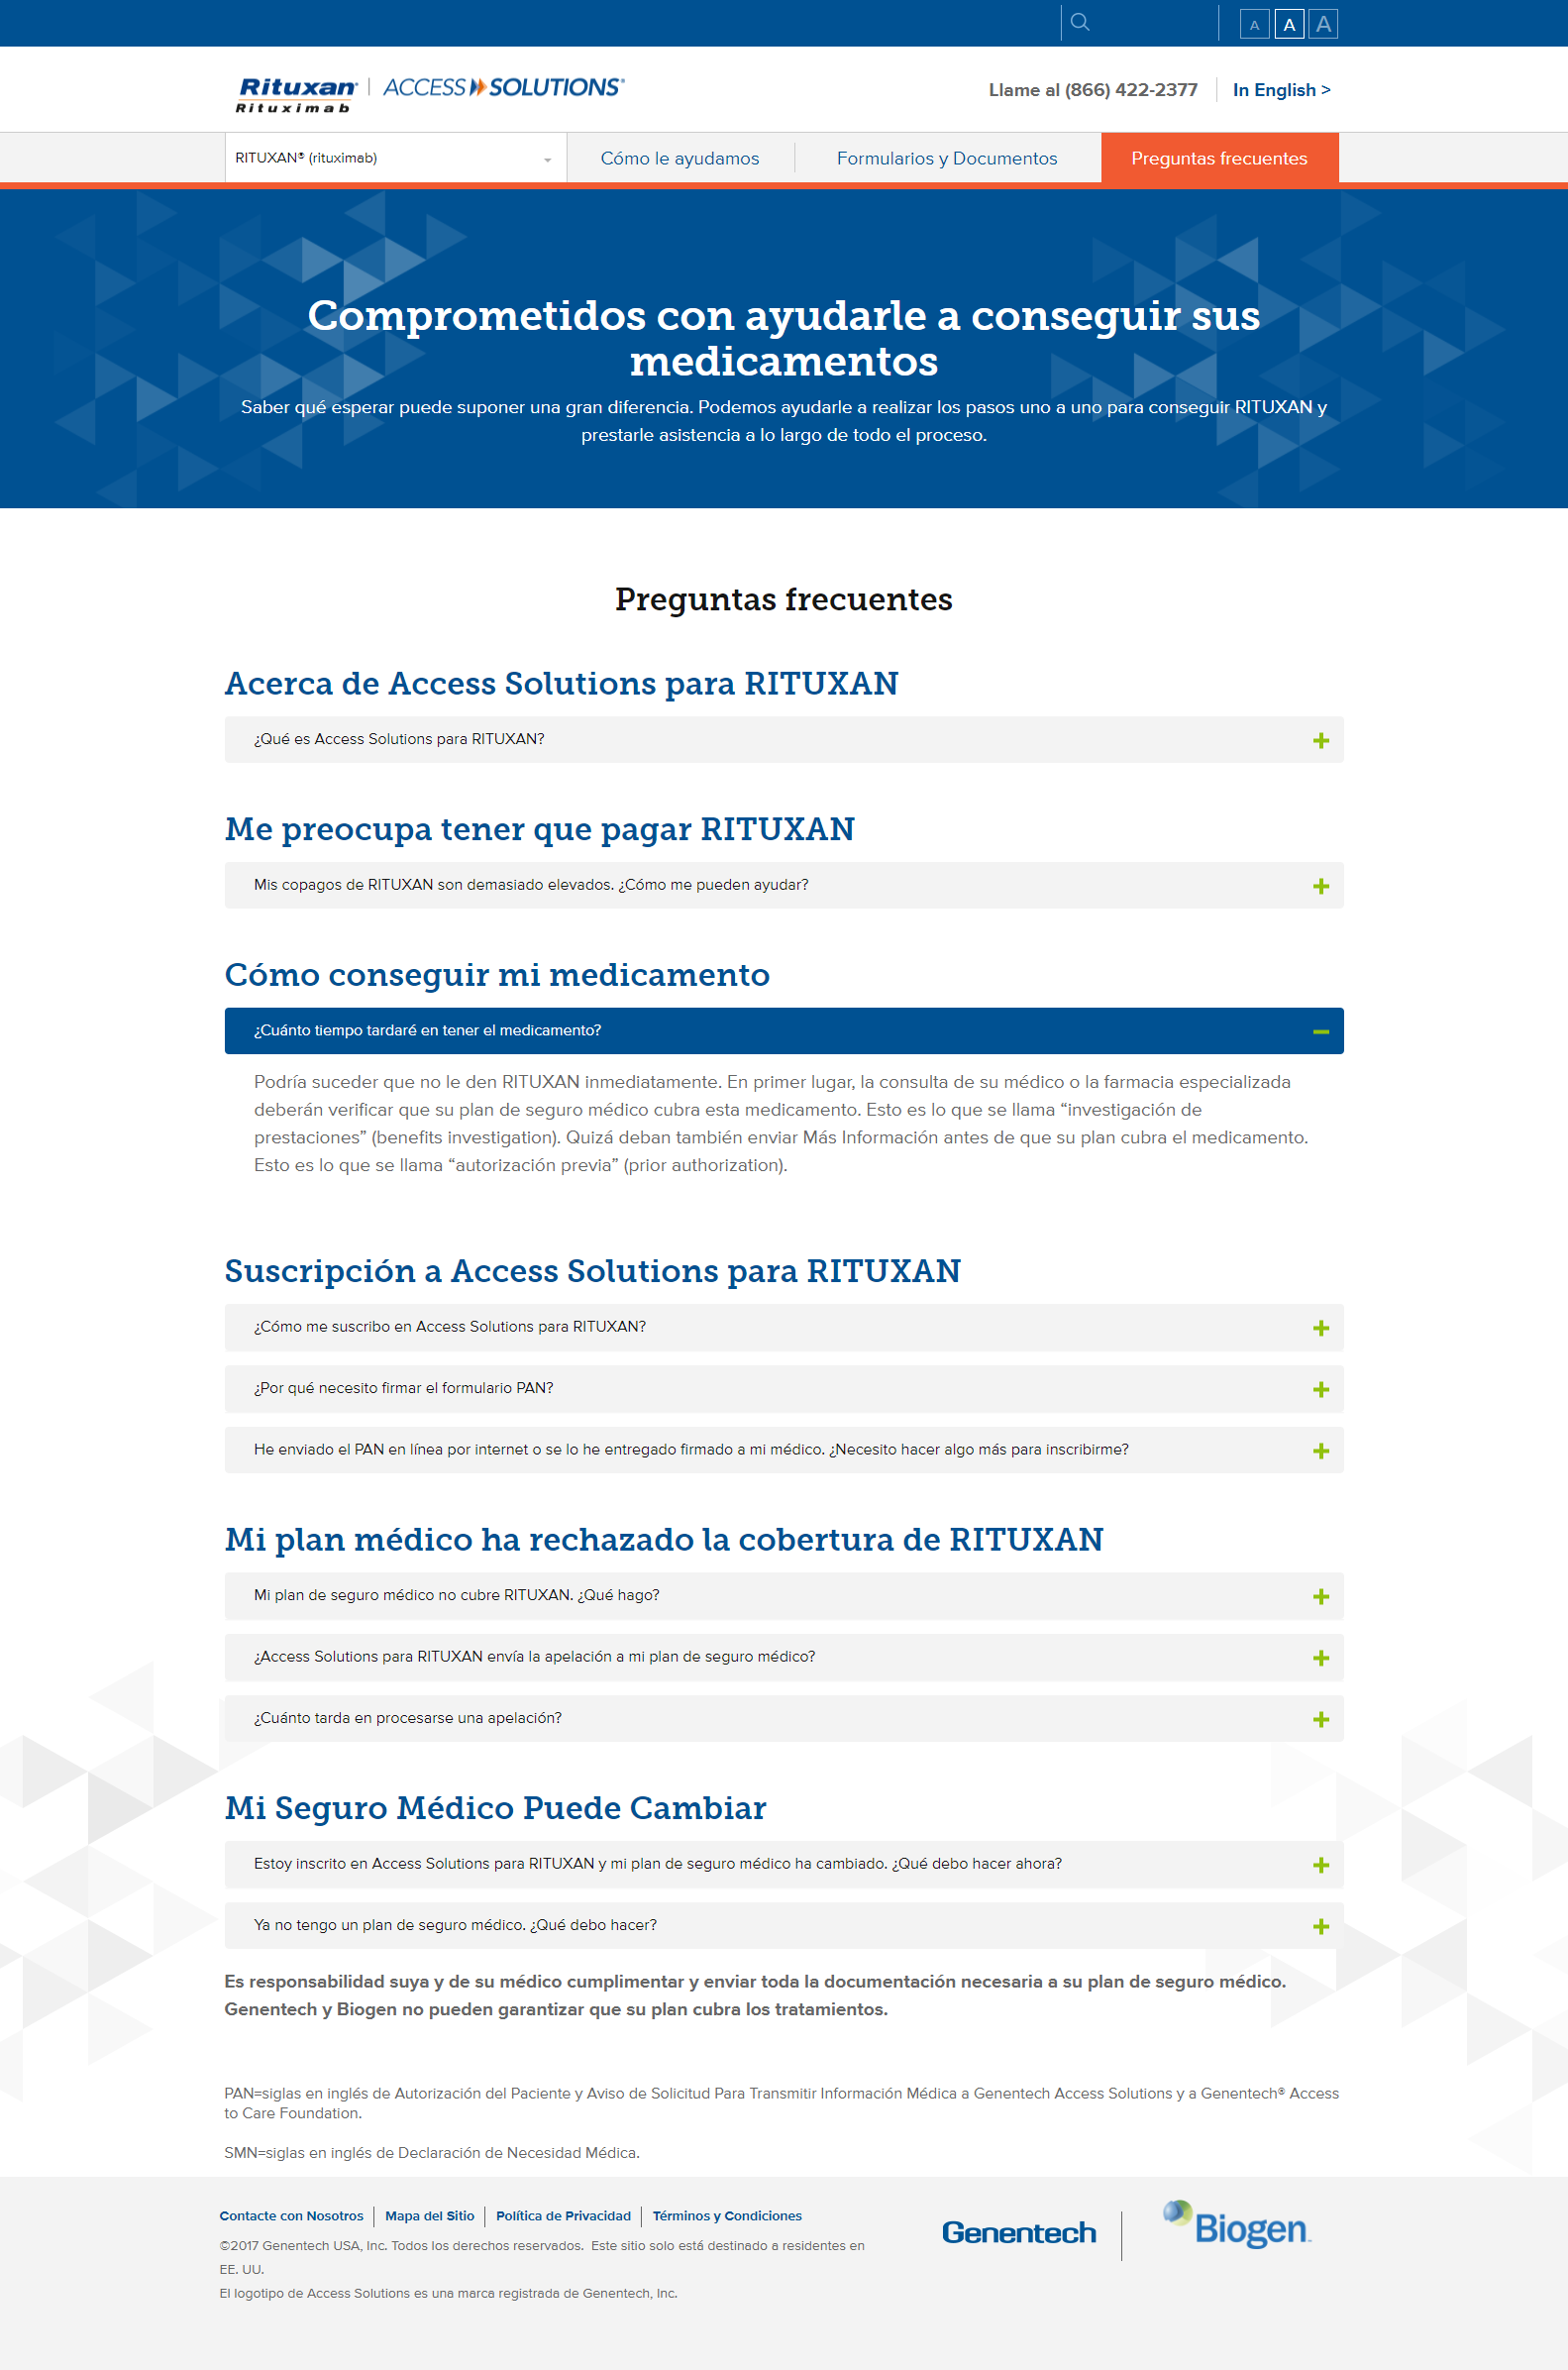 A A A
Rituxan® | ACCESS SOLUTIONS®
Rituximab
Llame al (866) 422-2377
In English >
RITUXAN® (rituximab)
Cómo le ayudamos
Formularios y Documentos
Preguntas frecuentes
Comprometidos con ayudarle a conseguir sus
medicamentos
Saber qué esperar puede suponer una gran diferencia. Podemos ayudarle a realizar los pasos uno a uno para conseguir RITUXAN y
prestarle asistencia a lo largo de todo el proceso.
Preguntas frecuentes
Acerca de Access Solutions para RITUXAN
¿Qué es Access Solutions para RITUXAN?
Me preocupa tener que pagar RITUXAN
Mis copagos de RITUXAN son demasiado elevados. ¿Cómo me pueden ayudar?
Cómo conseguir mi medicamento
¿Cuánto tiempo tardaré en tener el medicamento?
Podría suceder que no le den RITUXAN inmediatamente. En primer lugar, la consulta de su médico o la farmacia especializada
deberán verificar que su plan de seguro médico cubra esta medicamento. Esto es lo que se llama “investigación de
prestaciones” (benefits investigation). Quizá deban también enviar Más Información antes de que su plan cubra el medicamento.
Esto es lo que se llama “autorización previa” (prior authorization).
Suscripción a Access Solutions para RITUXAN
¿Cómo me suscribo en Access Solutions para RITUXAN?
¿Por qué necesito firmar el formulario PAN?
He enviado el PAN en línea por internet o se lo he entregado firmado a mi médico. ¿Necesito hacer algo más para inscribirme?
Mi plan médico ha rechazado la cobertura de RITUXAN
Mi plan de seguro médico no cubre RITUXAN. ¿Qué hago?
¿Access Solutions para RITUXAN envía la apelación a mi plan de seguro médico?
¿Cuánto tarda en procesarse una apelación?
Mi Seguro Médico Puede Cambiar
Estoy inscrito en Access Solutions para RITUXAN y mi plan de seguro médico ha cambiado. ¿Qué debo hacer ahora?
Ya no tengo un plan de seguro médico. ¿Qué debo hacer?
Es responsabilidad suya y de su médico cumplimentar y enviar toda la documentación necesaria a su plan de seguro médico.
Genentech y Biogen no pueden garantizar que su plan cubra los tratamientos.
PAN=siglas en inglés de Autorización del Paciente y Aviso de Solicitud Para Transmitir Información Médica a Genentech Access Solutions y a Genentech® Access
to Care Foundation.
SMN=siglas en inglés de Declaración de Necesidad Médica.
Contacte con Nosotros | Mapa del Sitio | Política de Privacidad | Términos y Condiciones
©2017 Genentech USA, Inc. Todos los derechos reservados. Este sitio solo está destinado a residentes en
EE. UU.
El logotipo de Access Solutions es una marca registrada de Genentech, Inc.
Genentech
Biogen